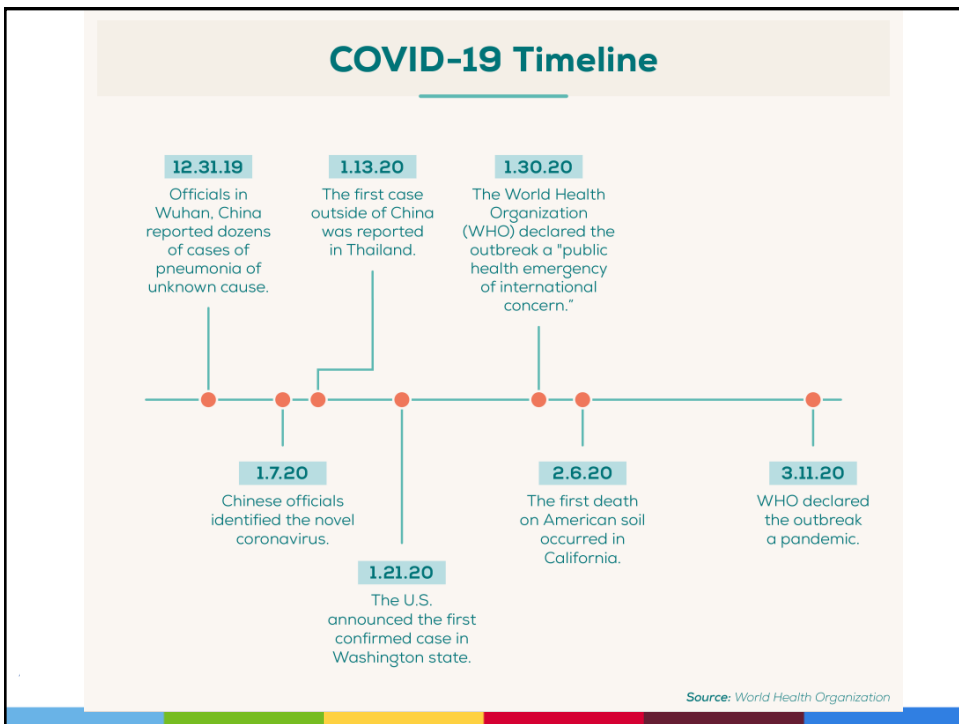 COVID-19 Timeline
12.31.19
Officials in
Wuhan, China
reported dozens
of cases of
pneumonia of
unknown cause.
1.13.20
The first case
outside of China
was reported
in Thailand.
1.30.20
The World Health
Organization
(WHO) declared the
outbreak a "public
health emergency
of international
concern.”
1.7.20
Chinese officials
identified the novel
coronavirus.
1.21.20
The U.S.
announced the first
confirmed case in
Washington state.
2.6.20
The first death
on American soil
occurred in
California.
3.11.20
WHO declared
the outbreak
a pandemic.
Source: World Health Organization